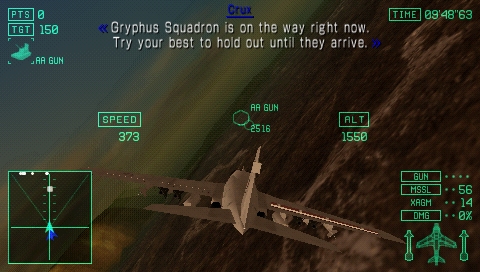 Crux
«Gryphus Squadron is on the way right now.
Try your best to hold out until they arrive.»
PTS 0
TGT 150
AA GUN
TIME 09'48"63
AA GUN
2516
SPEED
373
ALT
1550
GUN
MSSL 56
XAGM 14
DMG 0%